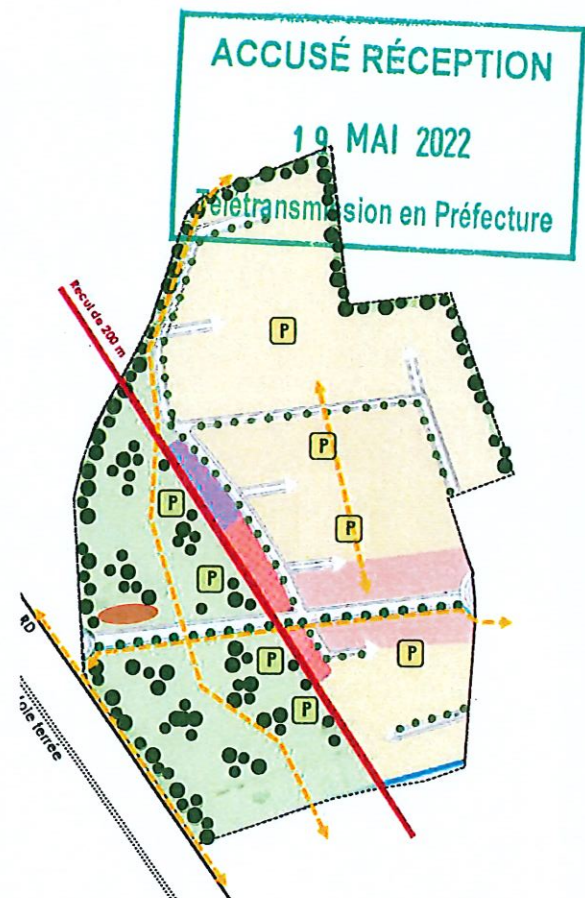 ACCUSÉ RÉCEPTION
19 MAI 2022
Télétransmission en Préfecture
Recul de 200 m
P
P
P
P
P
P
P
P
RD
voie ferrée